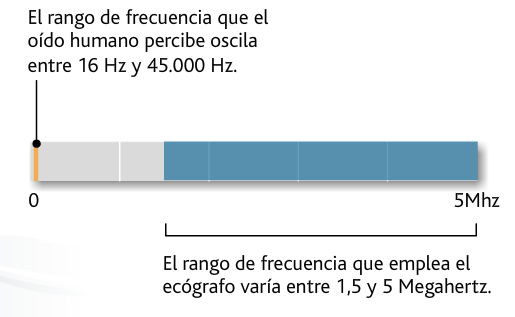 El rango de frecuencia que el
oído humano percibe oscila
entre 16 Hz y 45.000 Hz.
0
5Mhz
El rango de frecuencia que emplea el
ecógrafo varía entre 1,5 y 5 Megahertz.